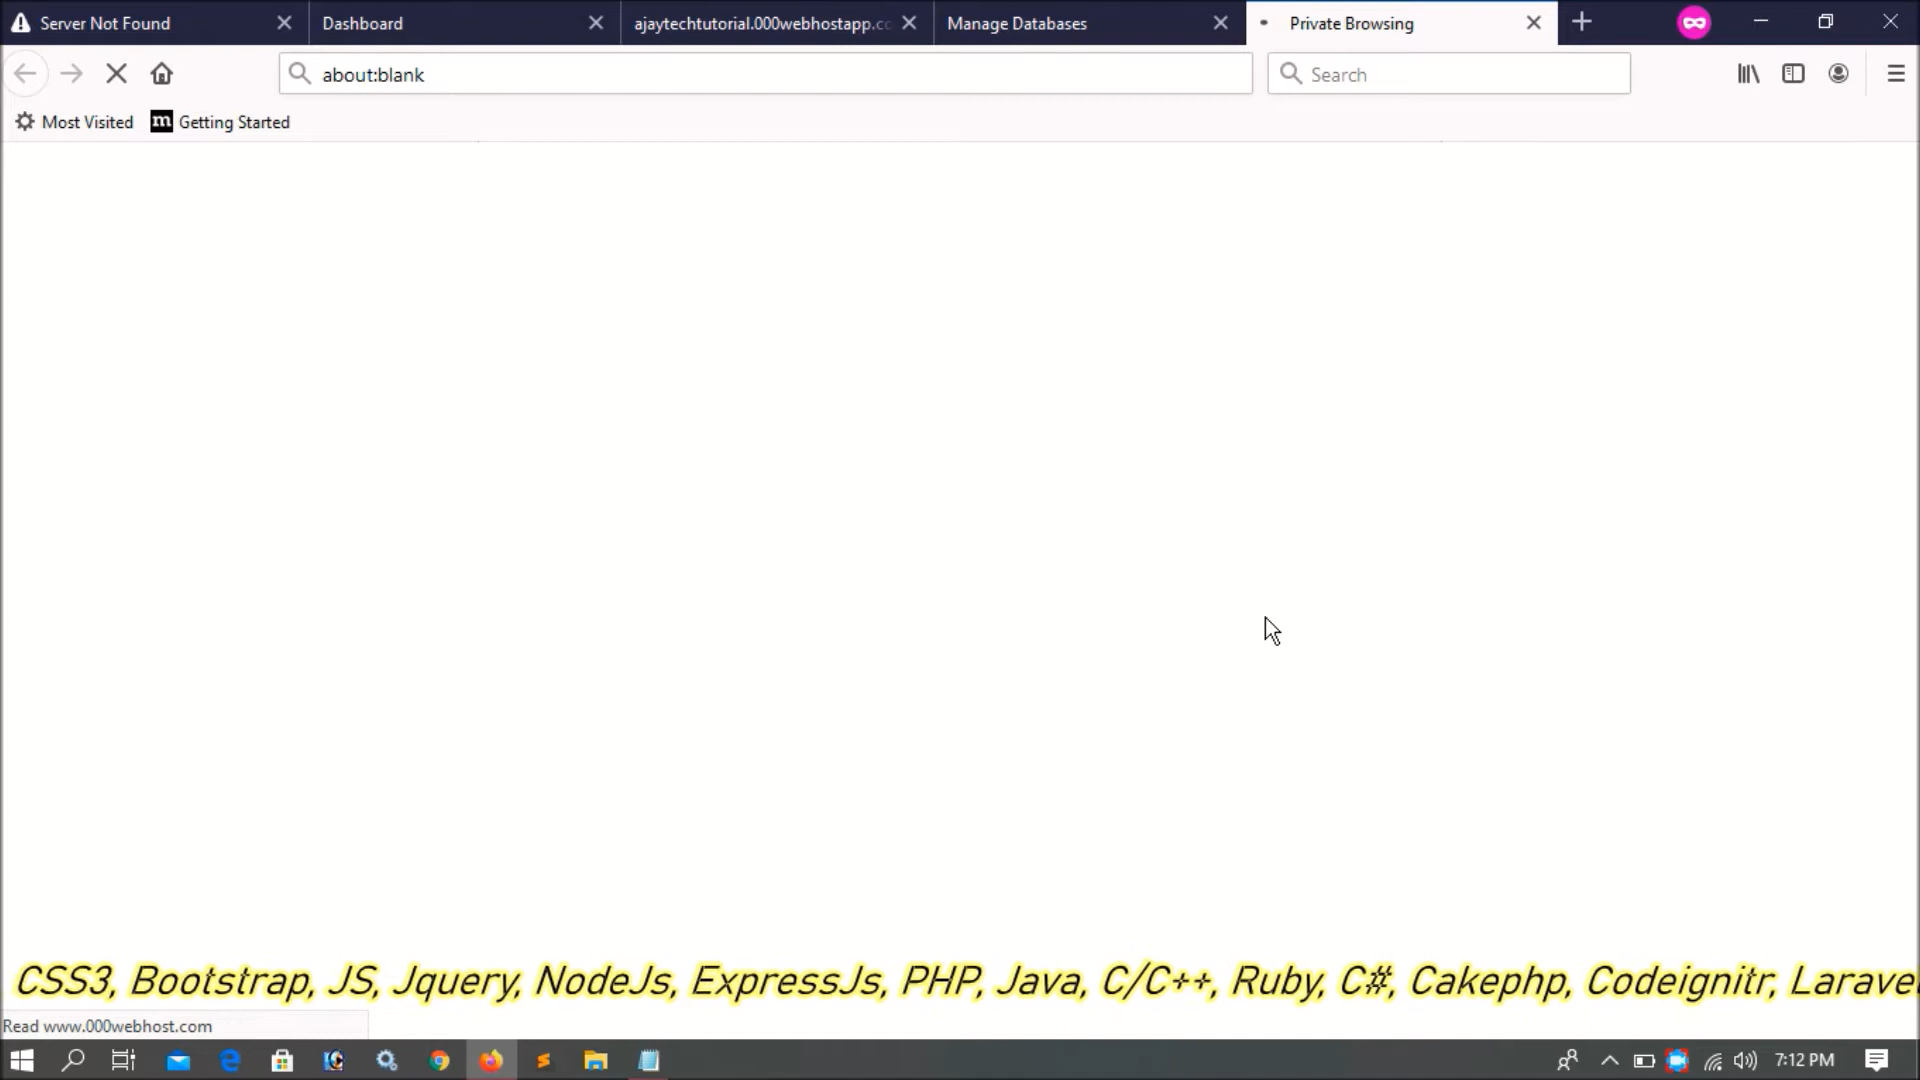 Server Not Found
Dashboard
ajaytechtutorial.000webhostapp.co
Manage Databases
Private Browsing
about:blank
Search
Most Visited
m Getting Started
CSS3, Bootstrap, JS, Jquery, NodeJs, ExpressJs, PHP, Java, C/C++, Ruby, C#, Cakephp, Codeignitr, Larave
Read www.000webhost.com
7:12 PM